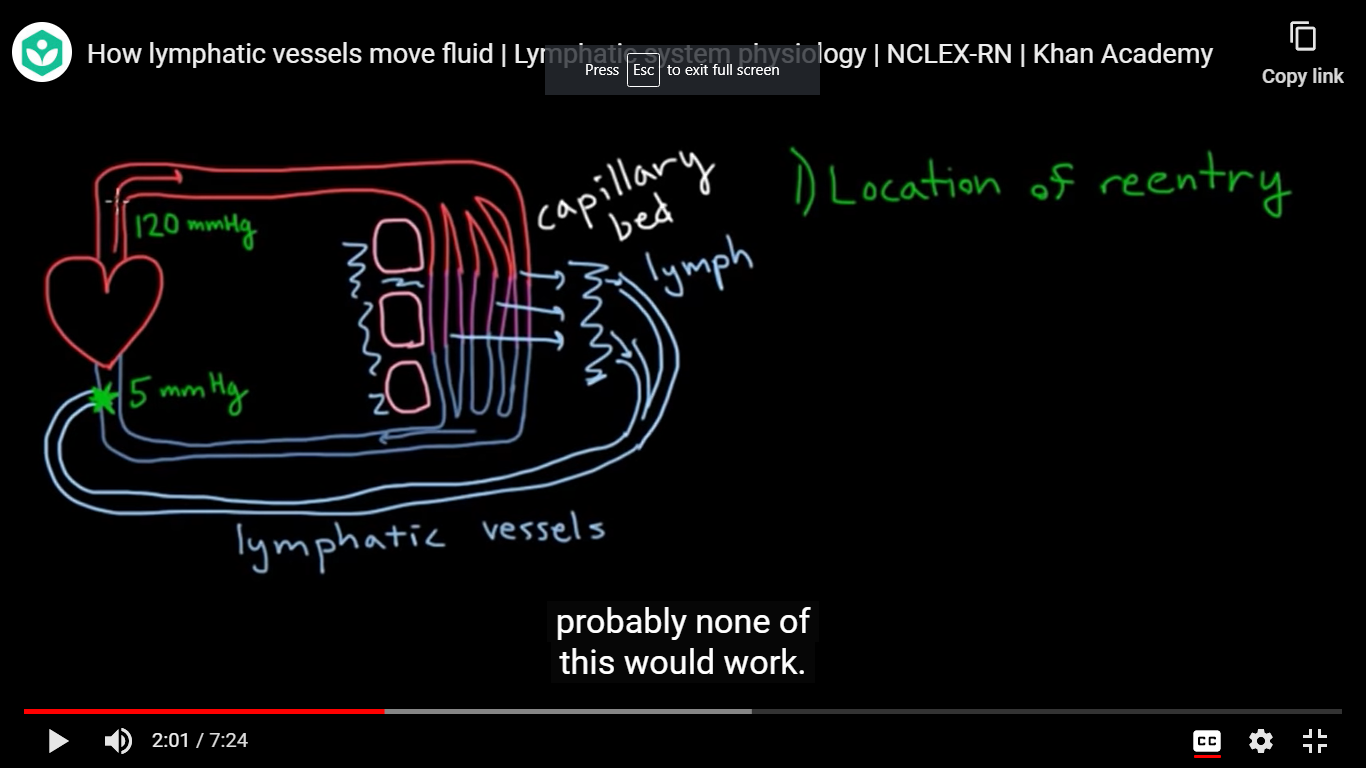 How lymphatic vessels move fluid | Lymphatic system physiology | NCLEX-RN | Khan Academy
Press Esc to exit full screen
Copy link
1) Location of reentry
capillary
bed
120 mmHg
lymph
5 mmHg
lymphatic vessels
probably none of
this would work.
2:01 / 7:24
CC